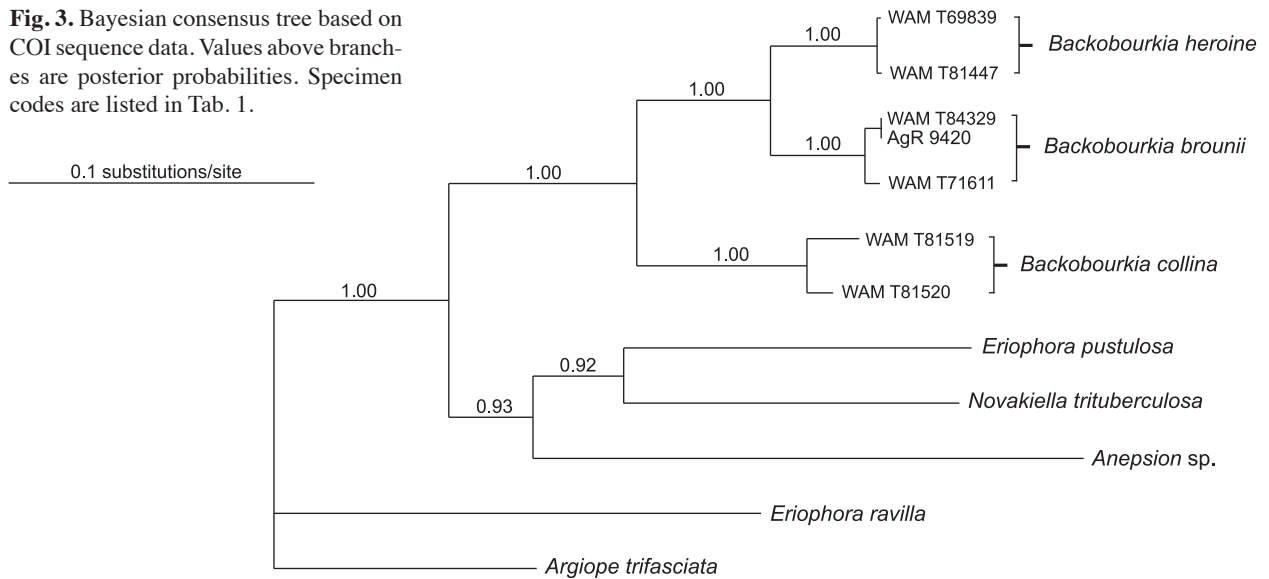 Fig. 3. Bayesian consensus tree based on
COI sequence data. Values above branch-
es are posterior probabilities. Specimen
codes are listed in Tab. 1.
0.1 substitutions/site
1.00
WAM T69839
WAM T81447
Backobourkia heroine
1.00
1.00
WAM T84329
AgR 9420
WAM T71611
Backobourkia brounii
1.00
1.00
WAM T81519
WAM T81520
Backobourkia collina
1.00
0.92
Eriophora pustulosa
Novakiella trituberculosa
0.93
Anepsion sp.
Eriophora ravilla
Argiope trifasciata